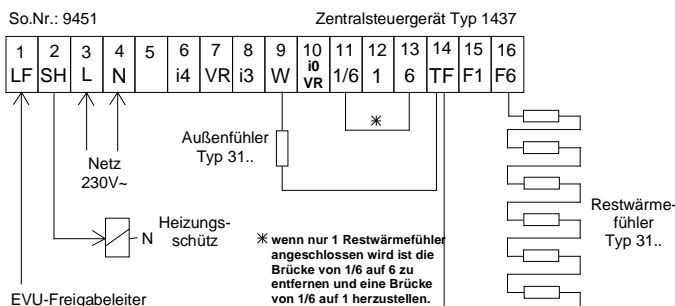 So.Nr.: 9451 Zentralsteuergerät Typ 1437
1 2 3 4 5 6 7 8 9 10 11 12 13 14 15 16
LF SH L N i4 VR i3 W i0 VR 1/6 1 6 TF F1 F6
Außenfühler
Typ 31..
Netz
230V~
Restwärme-
fühler
Typ 31..
Heizungs-
schütz
N
* wenn nur 1 Restwärmefühler
angeschlossen wird ist die
Brücke von 1/6 auf 6 zu
entfernen und eine Brücke
von 1/6 auf 1 herzustellen.
EVU-Freigabeleiter